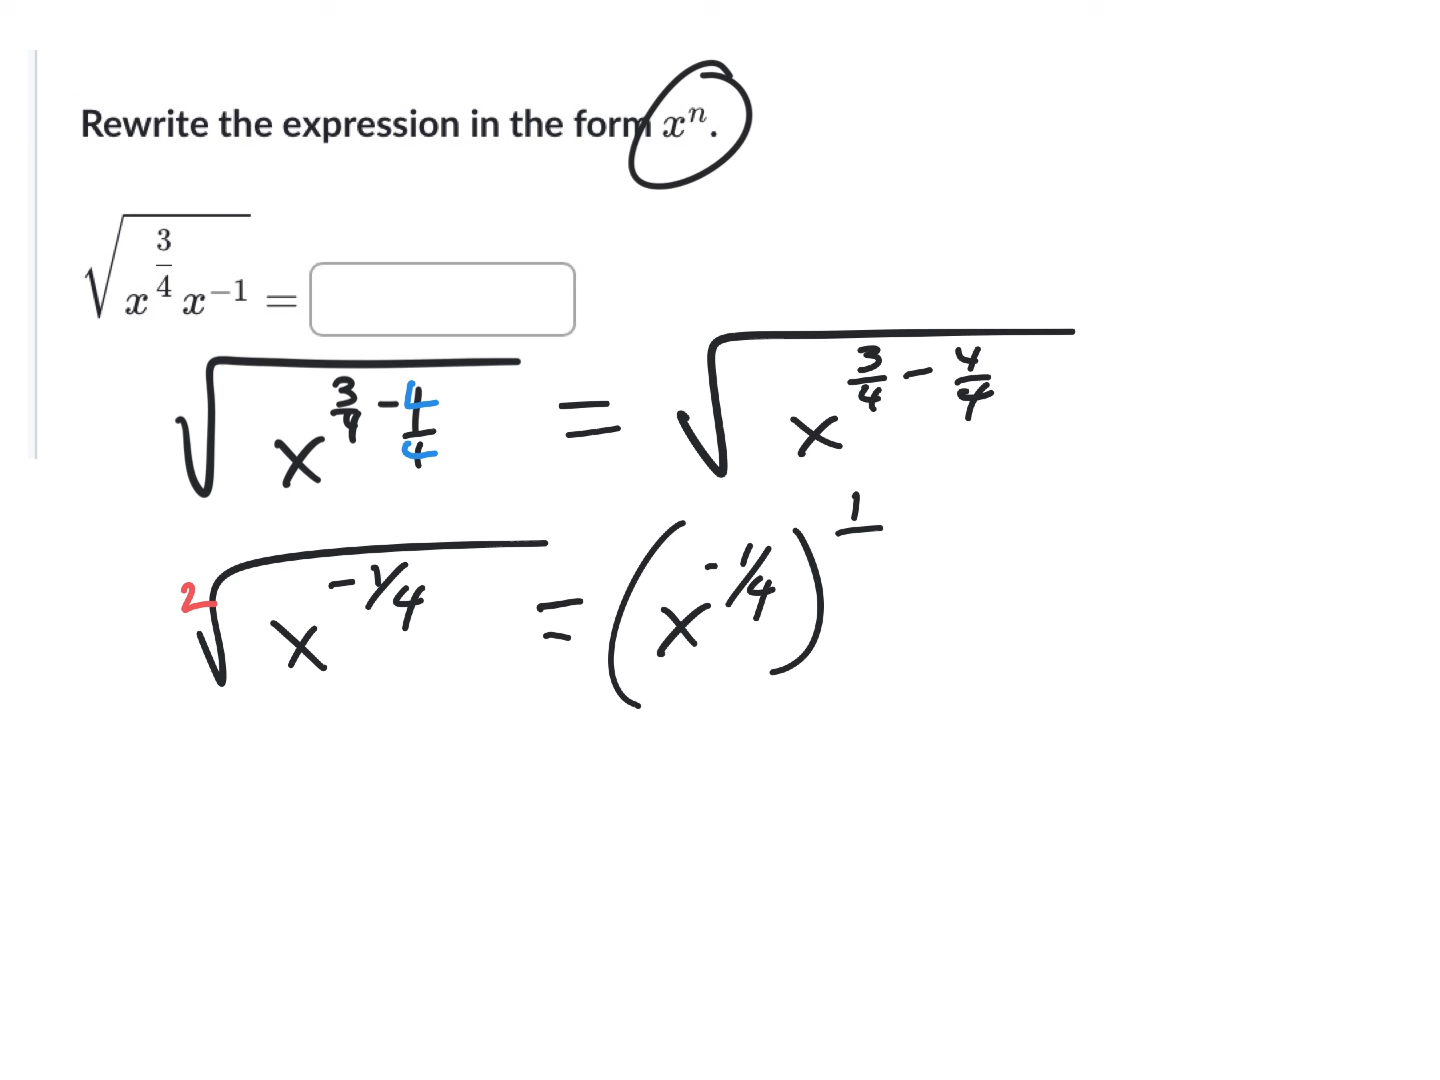 Rewrite the expression in the form xⁿ.
√(x^(3/4) x^(−1)) =
√(x^(3/4 − 4/4)) = √(x^(3/4 − 4/4))
²√(x^(−1/4)) = (x^(−1/4))^1